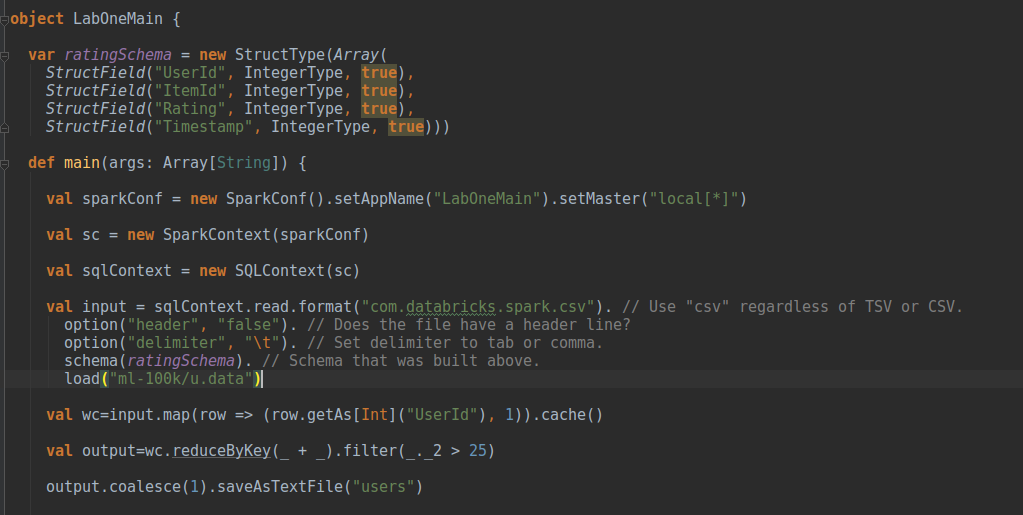 object LabOneMain {
var ratingSchema = new StructType(Array(
StructField("UserId", IntegerType, true),
StructField("ItemId", IntegerType, true),
StructField("Rating", IntegerType, true),
StructField("Timestamp", IntegerType, true)))
def main(args: Array[String]) {
val sparkConf = new SparkConf().setAppName("LabOneMain").setMaster("local[*]")
val sc = new SparkContext(sparkConf)
val sqlContext = new SQLContext(sc)
val input = sqlContext.read.format("com.databricks.spark.csv"). // Use "csv" regardless of TSV or CSV.
option("header", "false"). // Does the file have a header line?
option("delimiter", "\t"). // Set delimiter to tab or comma.
schema(ratingSchema). // Schema that was built above.
load("ml-100k/u.data")
val wc=input.map(row => (row.getAs[Int]("UserId"), 1)).cache()
val output=wc.reduceByKey(_ + _).filter(_._2 > 25)
output.coalesce(1).saveAsTextFile("users")